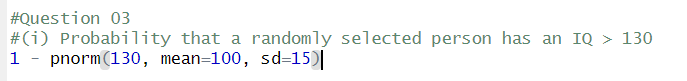 #Question 03
#(i) Probability that a randomly selected person has an IQ > 130
1 - pnorm(130, mean=100, sd=15)